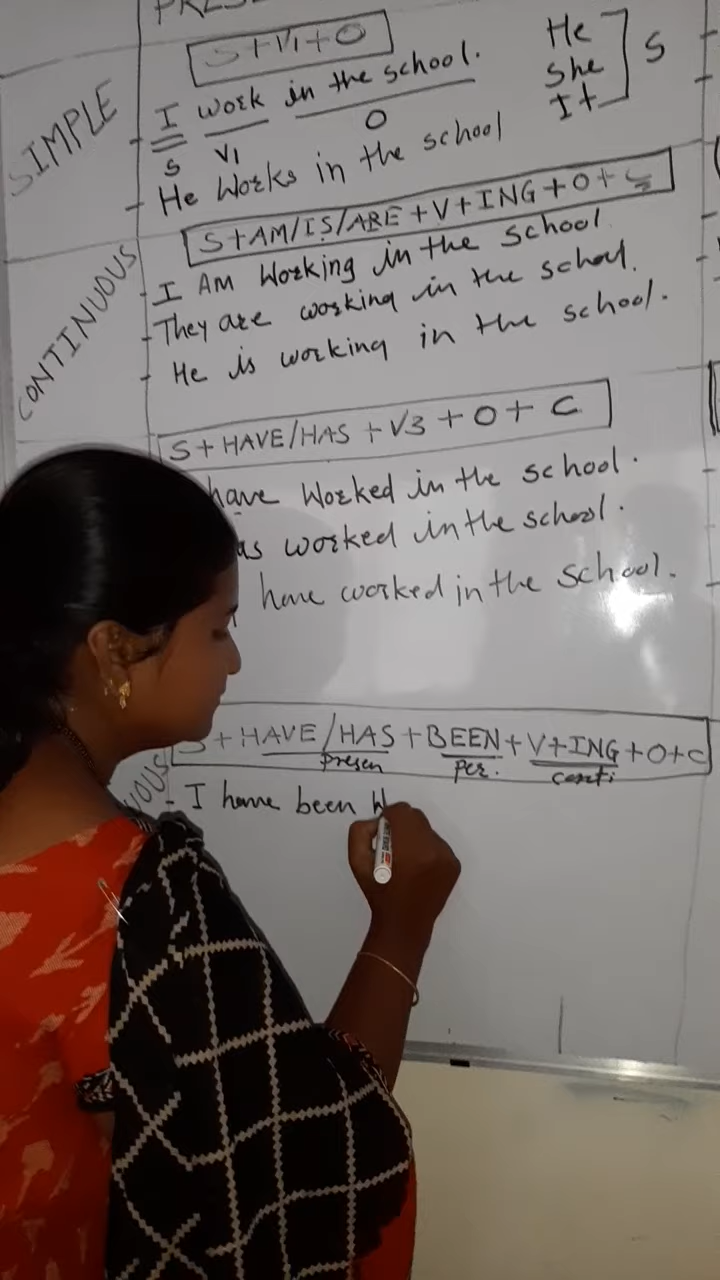 S+V1+O
SIMPLE
I work in the school.
S V1 O
He
She
It
S
He Works in the school
S+AM/IS/ARE+V+ING+O+C
CONTINUOUS
I AM Working in the school
They are working in the school.
He is working in the school.
S+HAVE/HAS+V3+O+C
have Worked in the school.
as worked in the school.
have worked in the school.
S+HAVE/HAS+BEEN+V+ING+O+C
Presen Per. conti
UOUS
I have been W